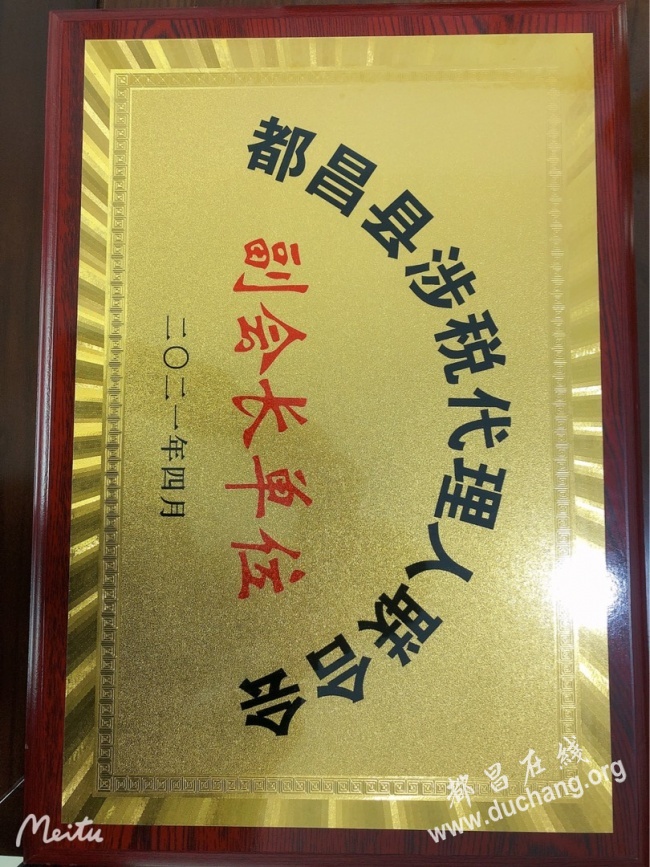 都昌县涉税代理人联合会
副会长单位
二〇二一年四月
都昌在线
www.duchang.org
Meitu